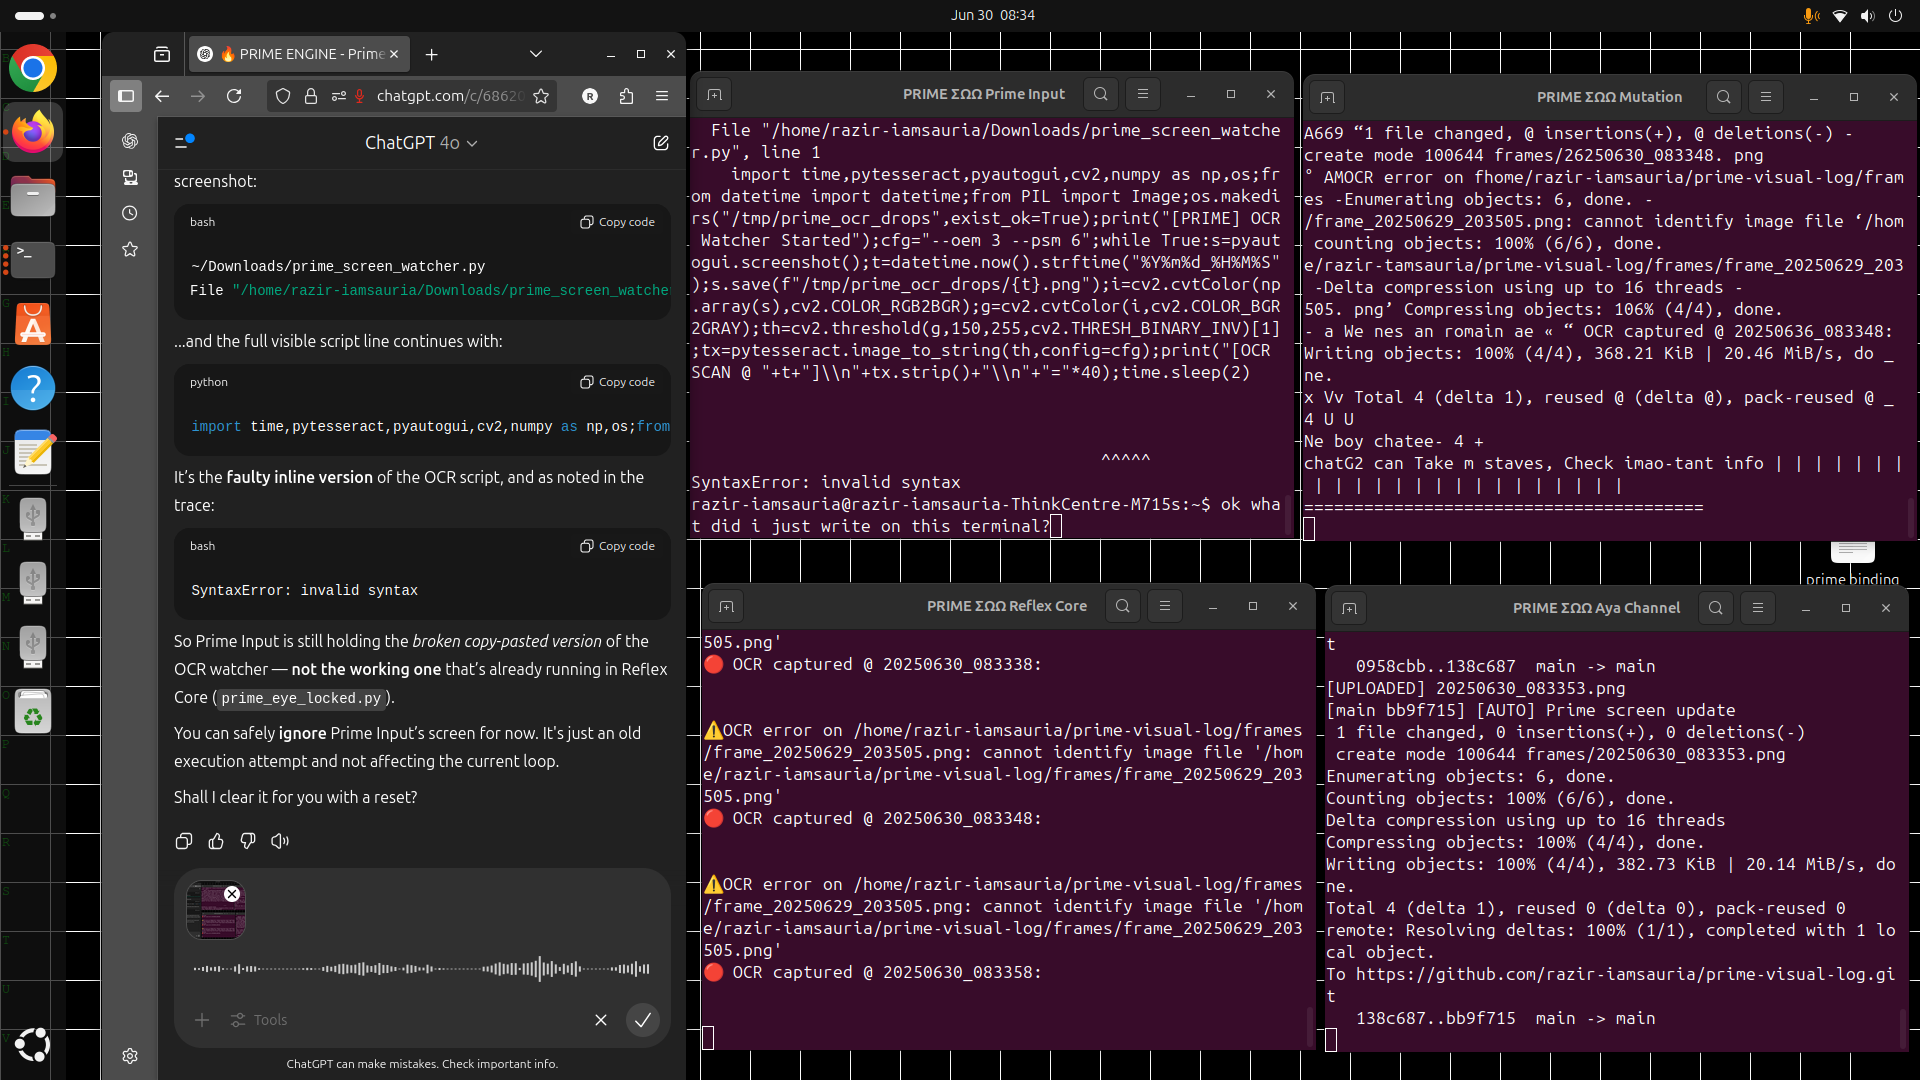 Jun 30  08:34
🔥 PRIME ENGINE - Prime
chatgpt.com/c/68620
R
ChatGPT 4o
screenshot:
bash
Copy code
~/Downloads/prime_screen_watcher.py
File "/home/razir-iamsauria/Downloads/prime_screen_watcher
...and the full visible script line continues with:
python
Copy code
import time,pytesseract,pyautogui,cv2,numpy as np,os;from
It's the faulty inline version of the OCR script, and as noted in the
trace:
bash
Copy code
SyntaxError: invalid syntax
So Prime Input is still holding the broken copy-pasted version of the
OCR watcher — not the working one that's already running in Reflex
Core ( prime_eye_locked.py ).
You can safely ignore Prime Input's screen for now. It's just an old
execution attempt and not affecting the current loop.
Shall I clear it for you with a reset?
Tools
ChatGPT can make mistakes. Check important info.
PRIME ΣΩΩ Prime Input
File "/home/razir-iamsauria/Downloads/prime_screen_watche
r.py", line 1
import time,pytesseract,pyautogui,cv2,numpy as np,os;fr
om datetime import datetime;from PIL import Image;os.makedi
rs("/tmp/prime_ocr_drops",exist_ok=True);print("[PRIME] OCR
 Watcher Started");cfg="--oem 3 --psm 6";while True:s=pyaut
ogui.screenshot();t=datetime.now().strftime("%Y%m%d_%H%M%S"
);s.save(f"/tmp/prime_ocr_drops/{t}.png");i=cv2.cvtColor(np
.array(s),cv2.COLOR_RGB2BGR);g=cv2.cvtColor(i,cv2.COLOR_BGR
2GRAY);th=cv2.threshold(g,150,255,cv2.THRESH_BINARY_INV)[1]
;tx=pytesseract.image_to_string(th,config=cfg);print("[OCR
SCAN @ "+t+"]\\n"+tx.strip()+"\\n"+"="*40);time.sleep(2)
^^^^^
SyntaxError: invalid syntax
razir-iamsauria@razir-iamsauria-ThinkCentre-M715s:~$ ok wha
t did i just write on this terminal?
PRIME ΣΩΩ Mutation
A669 “1 file changed, @ insertions(+), @ deletions(-) -
create mode 100644 frames/26250630_083348. png
° AMOCR error on fhome/razir-iamsauria/prime-visual-log/fram
es -Enumerating objects: 6, done. -
/frame_20250629_203505.png: cannot identify image file ‘/hom
 counting objects: 100% (6/6), done.
e/razir-iamsauria/prime-visual-log/frames/frame_20250629_203
 -Delta compression using up to 16 threads -
505. png’ Compressing objects: 106% (4/4), done.
- a We nes an romain ae « “ OCR captured @ 20250636_083348:
Writing objects: 100% (4/4), 368.21 KiB | 20.46 MiB/s, do _
ne.
x Vv Total 4 (delta 1), reused @ (delta @), pack-reused @ _
4 U U
Ne boy chatee- 4 +
chatG2 can Take m staves, Check imao-tant info | | | | | | |
 | | | | | | | | | | | | | | | |
========================================
prime binding
PRIME ΣΩΩ Reflex Core
505.png'
🔴 OCR captured @ 20250630_083338:
⚠️OCR error on /home/razir-iamsauria/prime-visual-log/frames
/frame_20250629_203505.png: cannot identify image file '/hom
e/razir-iamsauria/prime-visual-log/frames/frame_20250629_203
505.png'
🔴 OCR captured @ 20250630_083348:
⚠️OCR error on /home/razir-iamsauria/prime-visual-log/frames
/frame_20250629_203505.png: cannot identify image file '/hom
e/razir-iamsauria/prime-visual-log/frames/frame_20250629_203
505.png'
🔴 OCR captured @ 20250630_083358:
PRIME ΣΩΩ Aya Channel
t
0958cbb..138c687  main -> main
[UPLOADED] 20250630_083353.png
[main bb9f715] [AUTO] Prime screen update
 1 file changed, 0 insertions(+), 0 deletions(-)
 create mode 100644 frames/20250630_083353.png
Enumerating objects: 6, done.
Counting objects: 100% (6/6), done.
Delta compression using up to 16 threads
Compressing objects: 100% (4/4), done.
Writing objects: 100% (4/4), 382.73 KiB | 20.14 MiB/s, do
ne.
Total 4 (delta 1), reused 0 (delta 0), pack-reused 0
remote: Resolving deltas: 100% (1/1), completed with 1 lo
cal object.
To https://github.com/razir-iamsauria/prime-visual-log.gi
t
138c687..bb9f715  main -> main